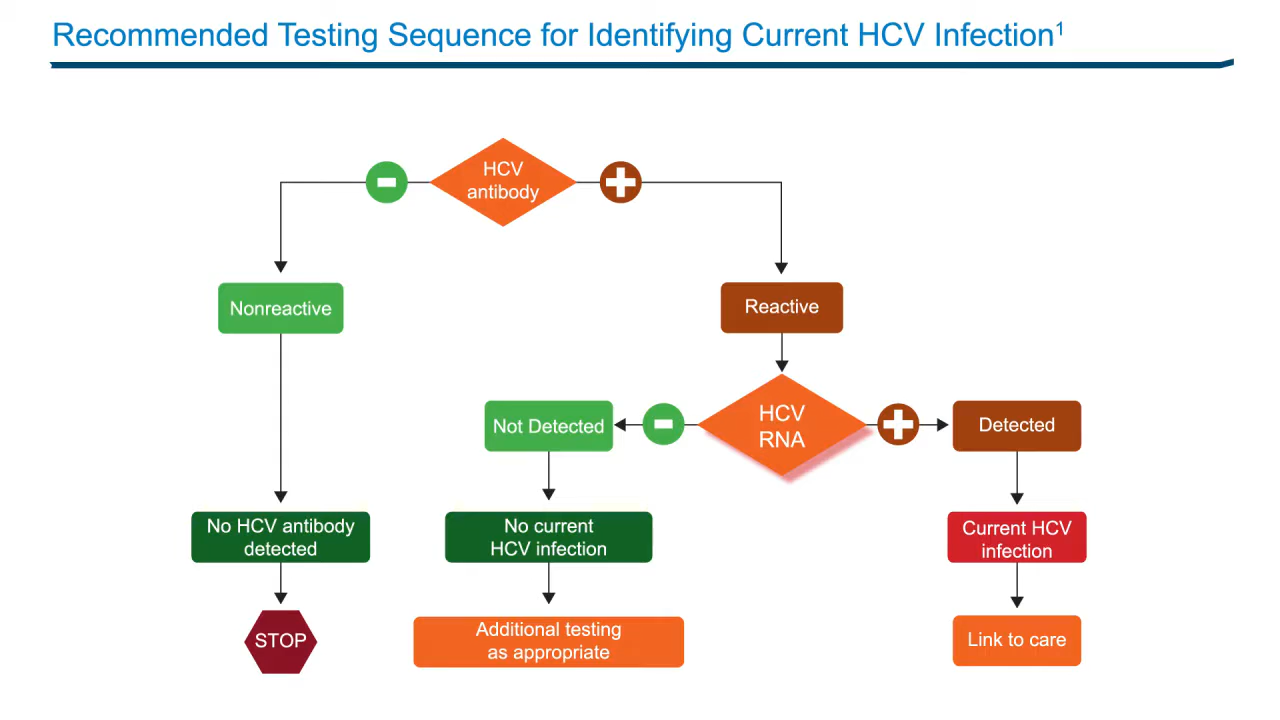 Recommended Testing Sequence for Identifying Current HCV Infection1
HCV
antibody
Nonreactive
Reactive
Not Detected
HCV
RNA
Detected
No HCV antibody
detected
No current
HCV infection
Current HCV
infection
STOP
Additional testing
as appropriate
Link to care